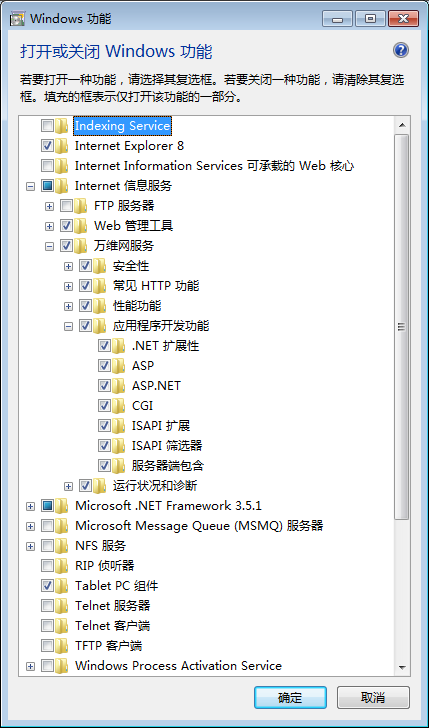 Windows 功能
打开或关闭 Windows 功能
若要打开一种功能，请选择其复选框。若要关闭一种功能，请清除其复选
框。填充的框表示仅打开该功能的一部分。
Indexing Service
Internet Explorer 8
Internet Information Services 可承载的 Web 核心
Internet 信息服务
FTP 服务器
Web 管理工具
万维网服务
安全性
常见 HTTP 功能
性能功能
应用程序开发功能
.NET 扩展性
ASP
ASP.NET
CGI
ISAPI 扩展
ISAPI 筛选器
服务器端包含
运行状况和诊断
Microsoft .NET Framework 3.5.1
Microsoft Message Queue (MSMQ) 服务器
NFS 服务
RIP 侦听器
Tablet PC 组件
Telnet 服务器
Telnet 客户端
TFTP 客户端
Windows Process Activation Service
确定
取消